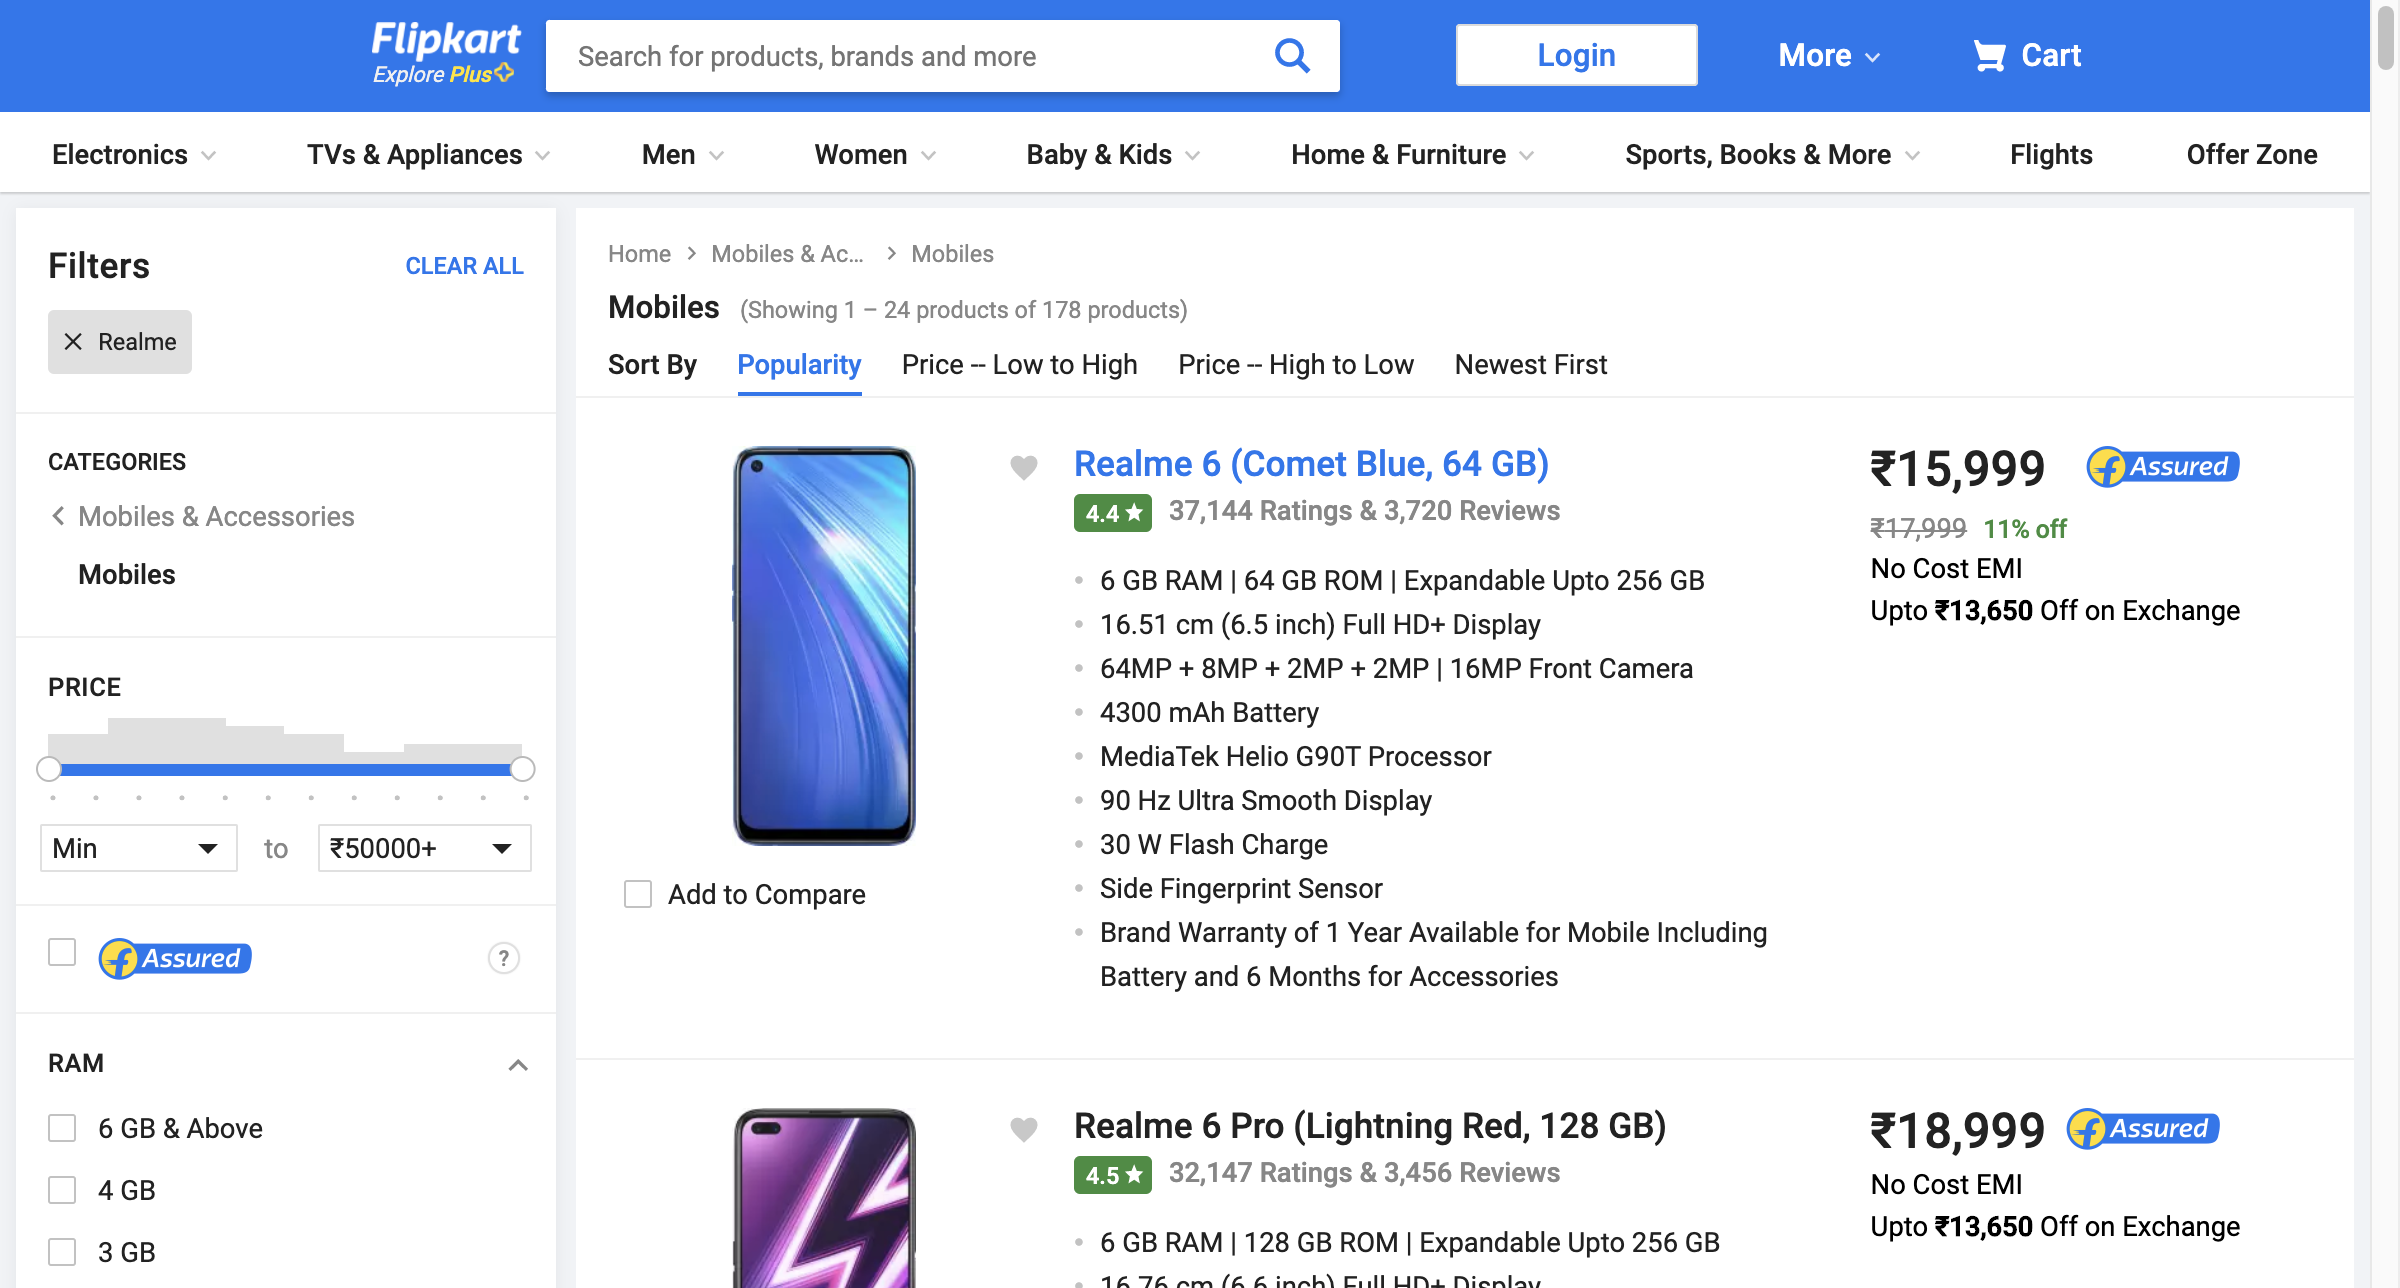 Flipkart
Explore Plus
Search for products, brands and more
Login
More
Cart
Electronics
TVs & Appliances
Men
Women
Baby & Kids
Home & Furniture
Sports, Books & More
Flights
Offer Zone
Filters
CLEAR ALL
Realme
CATEGORIES
Mobiles & Accessories
Mobiles
PRICE
Min
to
₹50000+
Assured
?
RAM
6 GB & Above
4 GB
3 GB
Home
Mobiles & Ac...
Mobiles
Mobiles (Showing 1 – 24 products of 178 products)
Sort By
Popularity
Price -- Low to High
Price -- High to Low
Newest First
Add to Compare
Realme 6 (Comet Blue, 64 GB)
4.4 ★ 37,144 Ratings & 3,720 Reviews
6 GB RAM | 64 GB ROM | Expandable Upto 256 GB
16.51 cm (6.5 inch) Full HD+ Display
64MP + 8MP + 2MP + 2MP | 16MP Front Camera
4300 mAh Battery
MediaTek Helio G90T Processor
90 Hz Ultra Smooth Display
30 W Flash Charge
Side Fingerprint Sensor
Brand Warranty of 1 Year Available for Mobile Including
Battery and 6 Months for Accessories
₹15,999
Assured
₹17,999 11% off
No Cost EMI
Upto ₹13,650 Off on Exchange
Realme 6 Pro (Lightning Red, 128 GB)
4.5 ★ 32,147 Ratings & 3,456 Reviews
6 GB RAM | 128 GB ROM | Expandable Upto 256 GB
16.76 cm (6.6 inch) Full HD+ Display
₹18,999
Assured
No Cost EMI
Upto ₹13,650 Off on Exchange